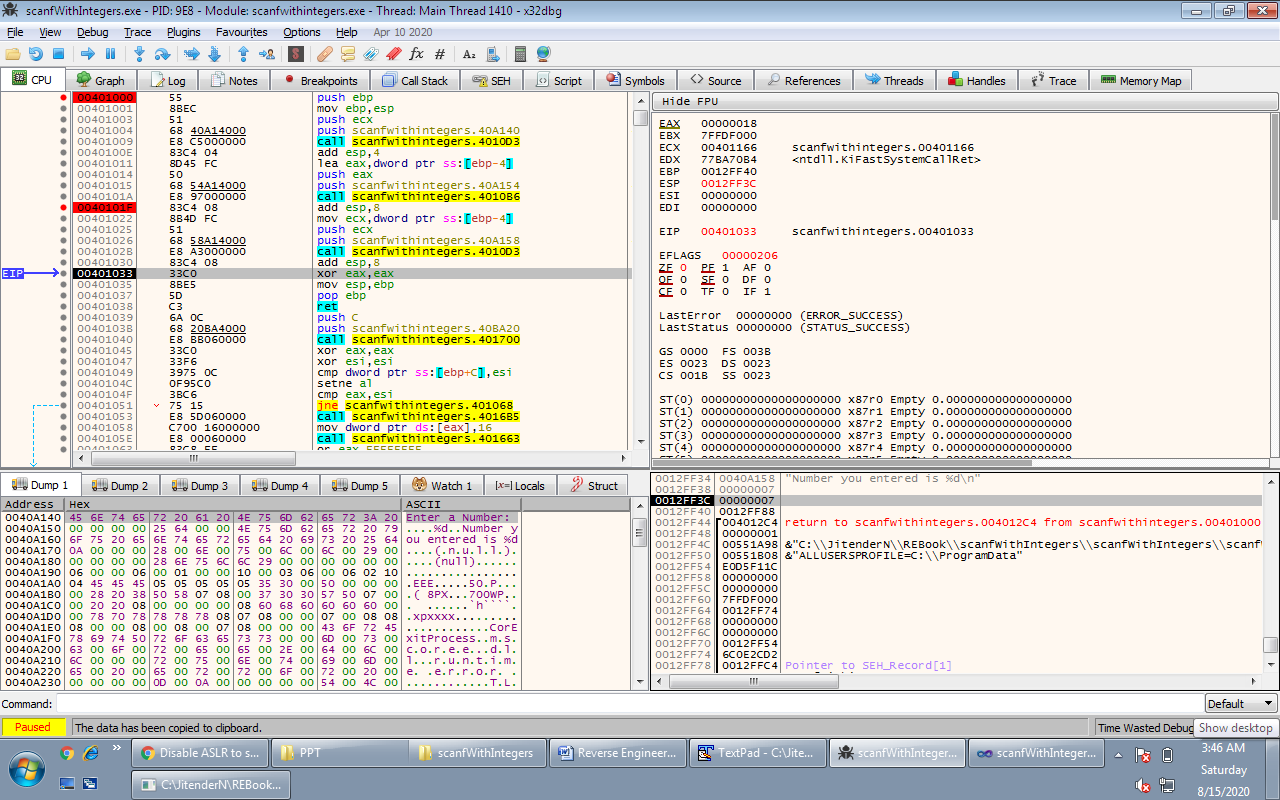 scanfWithIntegers.exe - PID: 9E8 - Module: scanfwithintegers.exe - Thread: Main Thread 1410 - x32dbg
File View Debug Trace Plugins Favourites Options Help Apr 10 2020
CPU Graph Log Notes Breakpoints Call Stack SEH Script Symbols Source References Threads Handles Trace Memory Map
EIP
00401000 55 push ebp
00401001 8BEC mov ebp,esp
00401003 51 push ecx
00401004 68 40A14000 push scanfwithintegers.40A140
00401009 E8 C5000000 call scanfwithintegers.4010D3
0040100E 83C4 04 add esp,4
00401011 8D45 FC lea eax,dword ptr ss:[ebp-4]
00401014 50 push eax
00401015 68 54A14000 push scanfwithintegers.40A154
0040101A E8 97000000 call scanfwithintegers.4010B6
0040101F 83C4 08 add esp,8
00401022 8B4D FC mov ecx,dword ptr ss:[ebp-4]
00401025 51 push ecx
00401026 68 58A14000 push scanfwithintegers.40A158
0040102B E8 A3000000 call scanfwithintegers.4010D3
00401030 83C4 08 add esp,8
00401033 33C0 xor eax,eax
00401035 8BE5 mov esp,ebp
00401037 5D pop ebp
00401038 C3 ret
00401039 6A 0C push C
0040103B 68 20BA4000 push scanfwithintegers.40BA20
00401040 E8 BB060000 call scanfwithintegers.401700
00401045 33C0 xor eax,eax
00401047 33F6 xor esi,esi
00401049 3975 0C cmp dword ptr ss:[ebp+C],esi
0040104C 0F95C0 setne al
0040104F 3BC6 cmp eax,esi
00401051 75 15 jne scanfwithintegers.401068
00401053 E8 5D060000 call scanfwithintegers.4016B5
00401058 C700 16000000 mov dword ptr ds:[eax],16
0040105E E8 00060000 call scanfwithintegers.401663
Hide FPU
EAX 00000018
EBX 7FFDF000
ECX 00401166 scanfwithintegers.00401166
EDX 77BA70B4 <ntdll.KiFastSystemCallRet>
EBP 0012FF40
ESP 0012FF3C
ESI 00000000
EDI 00000000
EIP 00401033 scanfwithintegers.00401033
EFLAGS 00000206
ZF 0 PF 1 AF 0
OF 0 SF 0 DF 0
CF 0 TF 0 IF 1
LastError 00000000 (ERROR_SUCCESS)
LastStatus 00000000 (STATUS_SUCCESS)
GS 0000 FS 003B
ES 0023 DS 0023
CS 001B SS 0023
ST(0) 00000000000000000000 x87r0 Empty 0.000000000000000000
ST(1) 00000000000000000000 x87r1 Empty 0.000000000000000000
ST(2) 00000000000000000000 x87r2 Empty 0.000000000000000000
ST(3) 00000000000000000000 x87r3 Empty 0.000000000000000000
ST(4) 00000000000000000000 x87r4 Empty 0.000000000000000000
Dump 1 Dump 2 Dump 3 Dump 4 Dump 5 Watch 1 Locals Struct
Address Hex ASCII
0040A140 45 6E 74 65 72 20 61 20 4E 75 6D 62 65 72 3A 20 Enter a Number:
0040A150 00 00 00 00 25 64 00 00 4E 75 6D 62 65 72 20 79 ....%d..Number y
0040A160 6F 75 20 65 6E 74 65 72 65 64 20 69 73 20 25 64 ou entered is %d
0040A170 0A 00 00 00 28 00 6E 00 75 00 6C 00 6C 00 29 00 ....(.n.u.l.l.).
0040A180 00 00 00 00 28 6E 75 6C 6C 29 00 00 00 00 00 00 ....(null)......
0040A190 06 00 00 06 00 01 00 00 10 00 03 06 00 06 02 10 ................
0040A1A0 04 45 45 45 05 05 05 05 05 35 30 00 50 00 00 00 .EEE.....50.P...
0040A1B0 00 28 20 38 50 58 07 08 00 37 30 30 57 50 07 00 .( 8PX...700WP..
0040A1C0 00 20 20 08 00 00 00 00 08 60 68 60 60 60 60 00 .  ......`h````.
0040A1D0 00 78 70 78 78 78 78 08 07 08 00 00 07 00 08 08 .xpxxxx.........
0040A1E0 08 00 00 08 00 08 00 07 08 00 00 00 43 6F 72 45 ............CorE
0040A1F0 78 69 74 50 72 6F 63 65 73 73 00 00 6D 00 73 00 xitProcess..m.s.
0040A200 63 00 6F 00 72 00 65 00 65 00 2E 00 64 00 6C 00 c.o.r.e.e...d.l.
0040A210 6C 00 00 00 72 00 75 00 6E 00 74 00 69 00 6D 00 l...r.u.n.t.i.m.
0040A220 65 00 20 00 65 00 72 00 72 00 6F 00 72 00 20 00 e. .e.r.r.o.r. .
0040A230 00 00 00 00 0D 00 0A 00 00 00 00 00 54 00 4C 00 ............T.L.
0012FF34 0040A158 "Number you entered is %d\n"
0012FF38 00000007
0012FF3C 00000007
0012FF40 0012FF88
0012FF44 004012C4 return to scanfwithintegers.004012C4 from scanfwithintegers.00401000
0012FF48 00000001
0012FF4C 00551A98 &"C:\\JitenderN\\REBook\\scanfWithIntegers\\scanfWithIntegers\\scanf
0012FF50 00551B08 &"ALLUSERSPROFILE=C:\\ProgramData"
0012FF54 E0D5F11C
0012FF58 00000000
0012FF5C 00000000
0012FF60 7FFDF000
0012FF64 0012FF74
0012FF68 00000000
0012FF6C 00000000
0012FF70 0012FF54
0012FF74 6C0E2CD2
0012FF78 0012FFC4 Pointer to SEH_Record[1]
Command: Default
Paused The data has been copied to clipboard. Time Wasted Debug Show desktop
Disable ASLR to s... PPT scanfWithIntegers Reverse Engineer... TextPad - C:\Jite... scanfWithInteger... scanfWithInteger...
C:\JitenderN\REBook...
3:46 AM
Saturday
8/15/2020